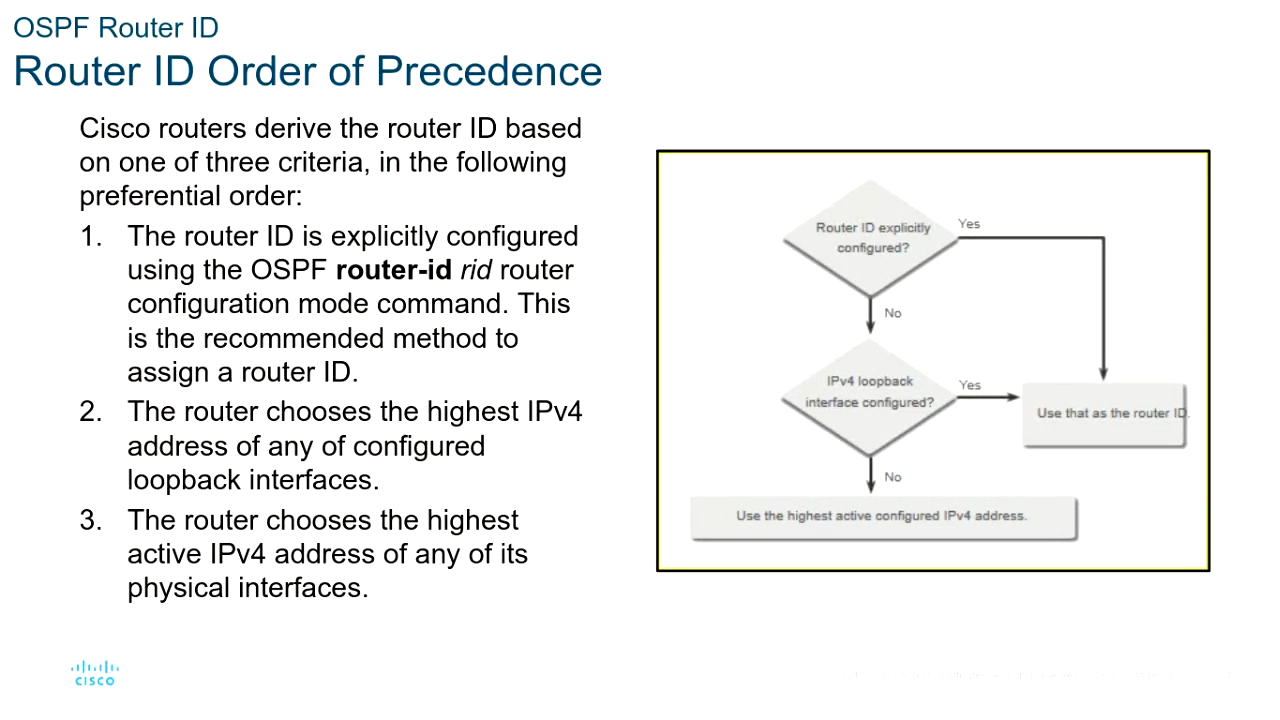 OSPF Router ID
Router ID Order of Precedence
Cisco routers derive the router ID based
on one of three criteria, in the following
preferential order:
1. The router ID is explicitly configured
using the OSPF router-id rid router
configuration mode command. This
is the recommended method to
assign a router ID.
2. The router chooses the highest IPv4
address of any of configured
loopback interfaces.
3. The router chooses the highest
active IPv4 address of any of its
physical interfaces.
Router ID explicitly
configured?
Yes
No
IPv4 loopback
interface configured?
Yes
Use that as the router ID.
No
Use the highest active configured IPv4 address.
CISCO